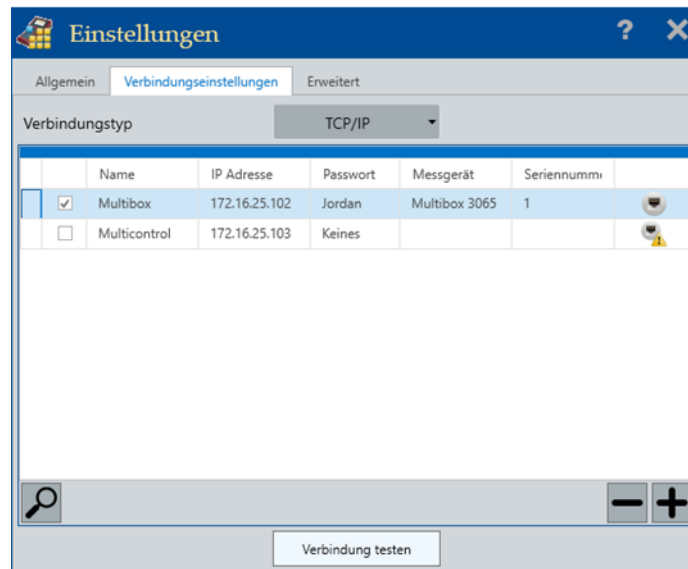 Einstellungen ? X
Allgemein Verbindungseinstellungen Erweitert
Verbindungstyp TCP/IP
Name IP Adresse Passwort Messgerät Seriennumme
Multibox 172.16.25.102 Jordan Multibox 3065 1
Multicontrol 172.16.25.103 Keines
Verbindung testen